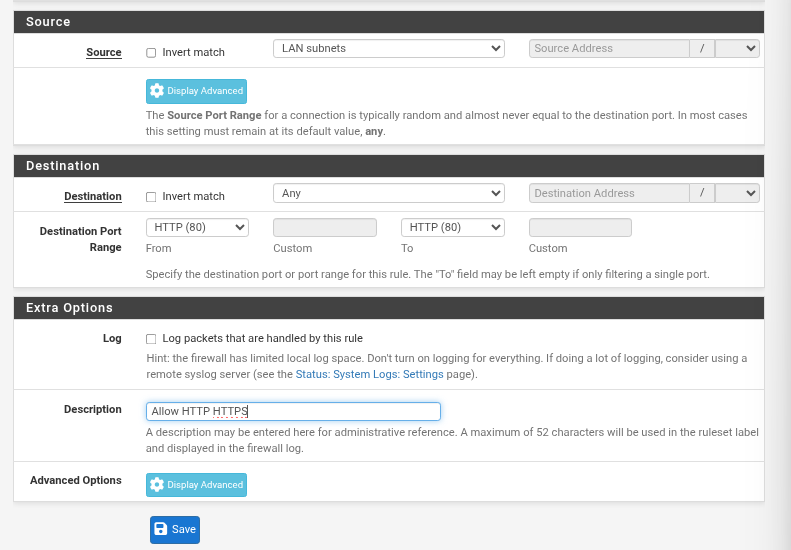 Source
Source Invert match LAN subnets Source Address /
Display Advanced
The Source Port Range for a connection is typically random and almost never equal to the destination port. In most cases
this setting must remain at its default value, any.
Destination
Destination Invert match Any Destination Address /
Destination Port Range HTTP (80) HTTP (80)
From Custom To Custom
Specify the destination port or port range for this rule. The "To" field may be left empty if only filtering a single port.
Extra Options
Log Log packets that are handled by this rule
Hint: the firewall has limited local log space. Don't turn on logging for everything. If doing a lot of logging, consider using a
remote syslog server (see the Status: System Logs: Settings page).
Description Allow HTTP HTTPS
A description may be entered here for administrative reference. A maximum of 52 characters will be used in the ruleset label
and displayed in the firewall log.
Advanced Options Display Advanced
Save